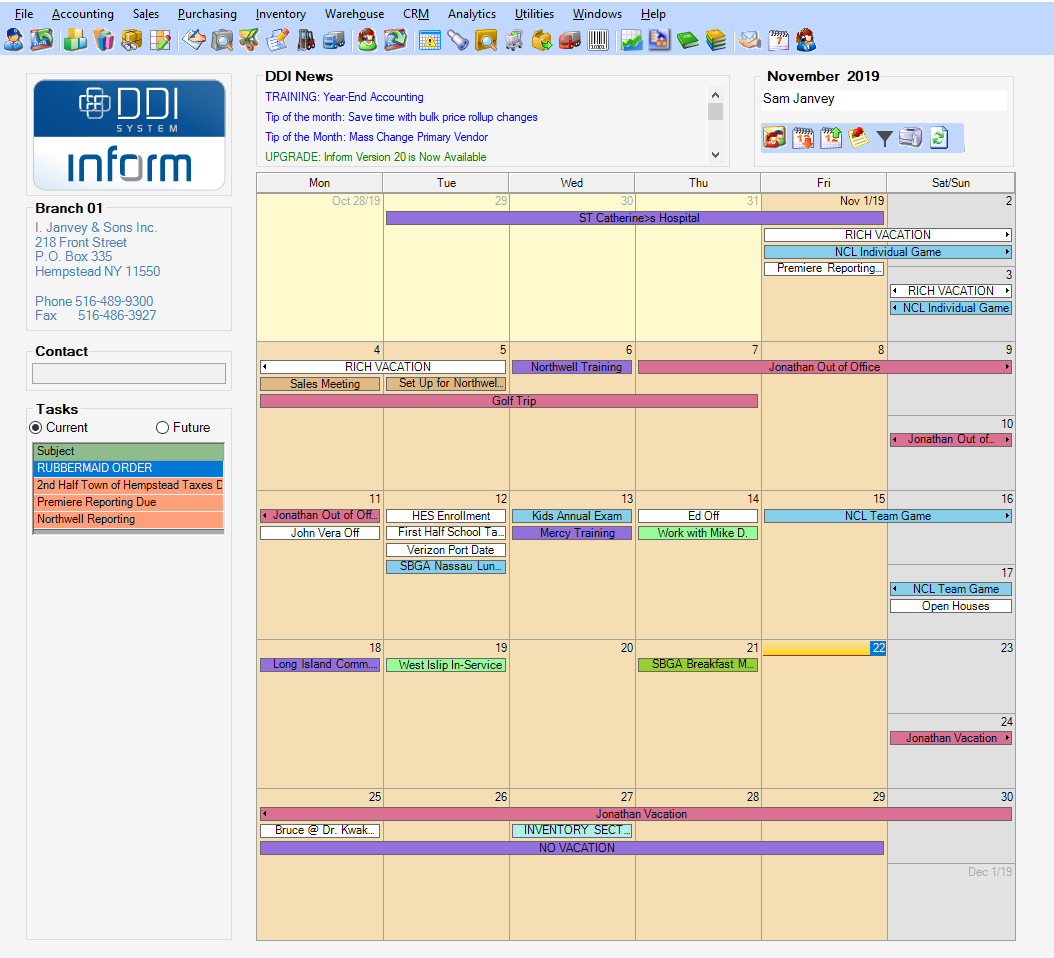 File Accounting Sales Purchasing Inventory Warehouse CRM Analytics Utilities Windows Help
DDI
SYSTEM
inform
DDI News
TRAINING: Year-End Accounting
Tip of the month: Save time with bulk price rollup changes
Tip of the Month: Mass Change Primary Vendor
UPGRADE: Inform Version 20 is Now Available
November 2019
Sam Janvey
Branch 01
I. Janvey & Sons Inc.
218 Front Street
P.O. Box 335
Hempstead NY 11550
Phone 516-489-9300
Fax 516-486-3927
Contact
Tasks
Current Future
Subject
RUBBERMAID ORDER
2nd Half Town of Hempstead Taxes D
Premiere Reporting Due
Northwell Reporting
Mon Tue Wed Thu Fri Sat/Sun
Oct 28/19 29 30 31 Nov 1/19 2
ST Catherine>s Hospital
RICH VACATION
NCL Individual Game
Premiere Reporting...
3
RICH VACATION
NCL Individual Game
4 5 6 7 8 9
RICH VACATION Northwell Training Jonathan Out of Office
Sales Meeting Set Up for Northwel...
Golf Trip
10
Jonathan Out of...
11 12 13 14 15 16
Jonathan Out of Off... HES Enrollment Kids Annual Exam Ed Off NCL Team Game
John Vera Off First Half School Ta... Mercy Training Work with Mike D.
Verizon Port Date
SBGA Nassau Lun...
17
NCL Team Game
Open Houses
18 19 20 21 22 23
Long Island Comm.... West Islip In-Service SBGA Breakfast M...
24
Jonathan Vacation
25 26 27 28 29 30
Jonathan Vacation
Bruce @ Dr. Kwak... INVENTORY SECT...
NO VACATION
Dec 1/19